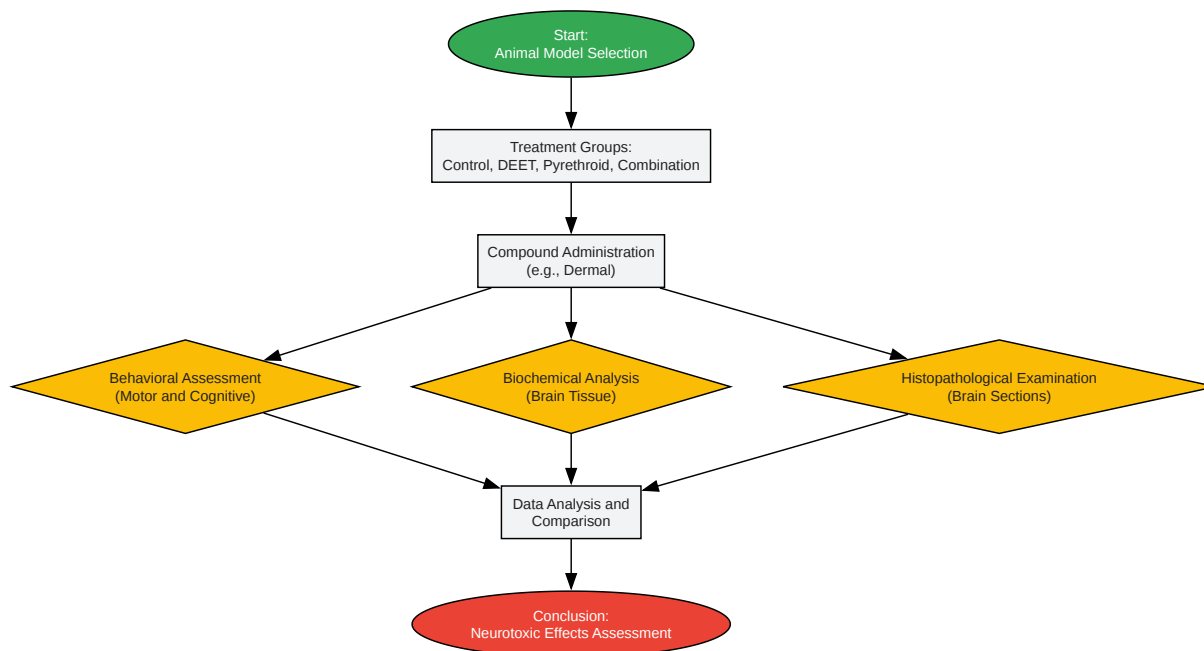 Start:
Animal Model Selection
Treatment Groups:
Control, DEET, Pyrethroid, Combination
Compound Administration
(e.g., Dermal)
Behavioral Assessment
(Motor and Cognitive)
Biochemical Analysis
(Brain Tissue)
Histopathological Examination
(Brain Sections)
Data Analysis and
Comparison
Conclusion:
Neurotoxic Effects Assessment